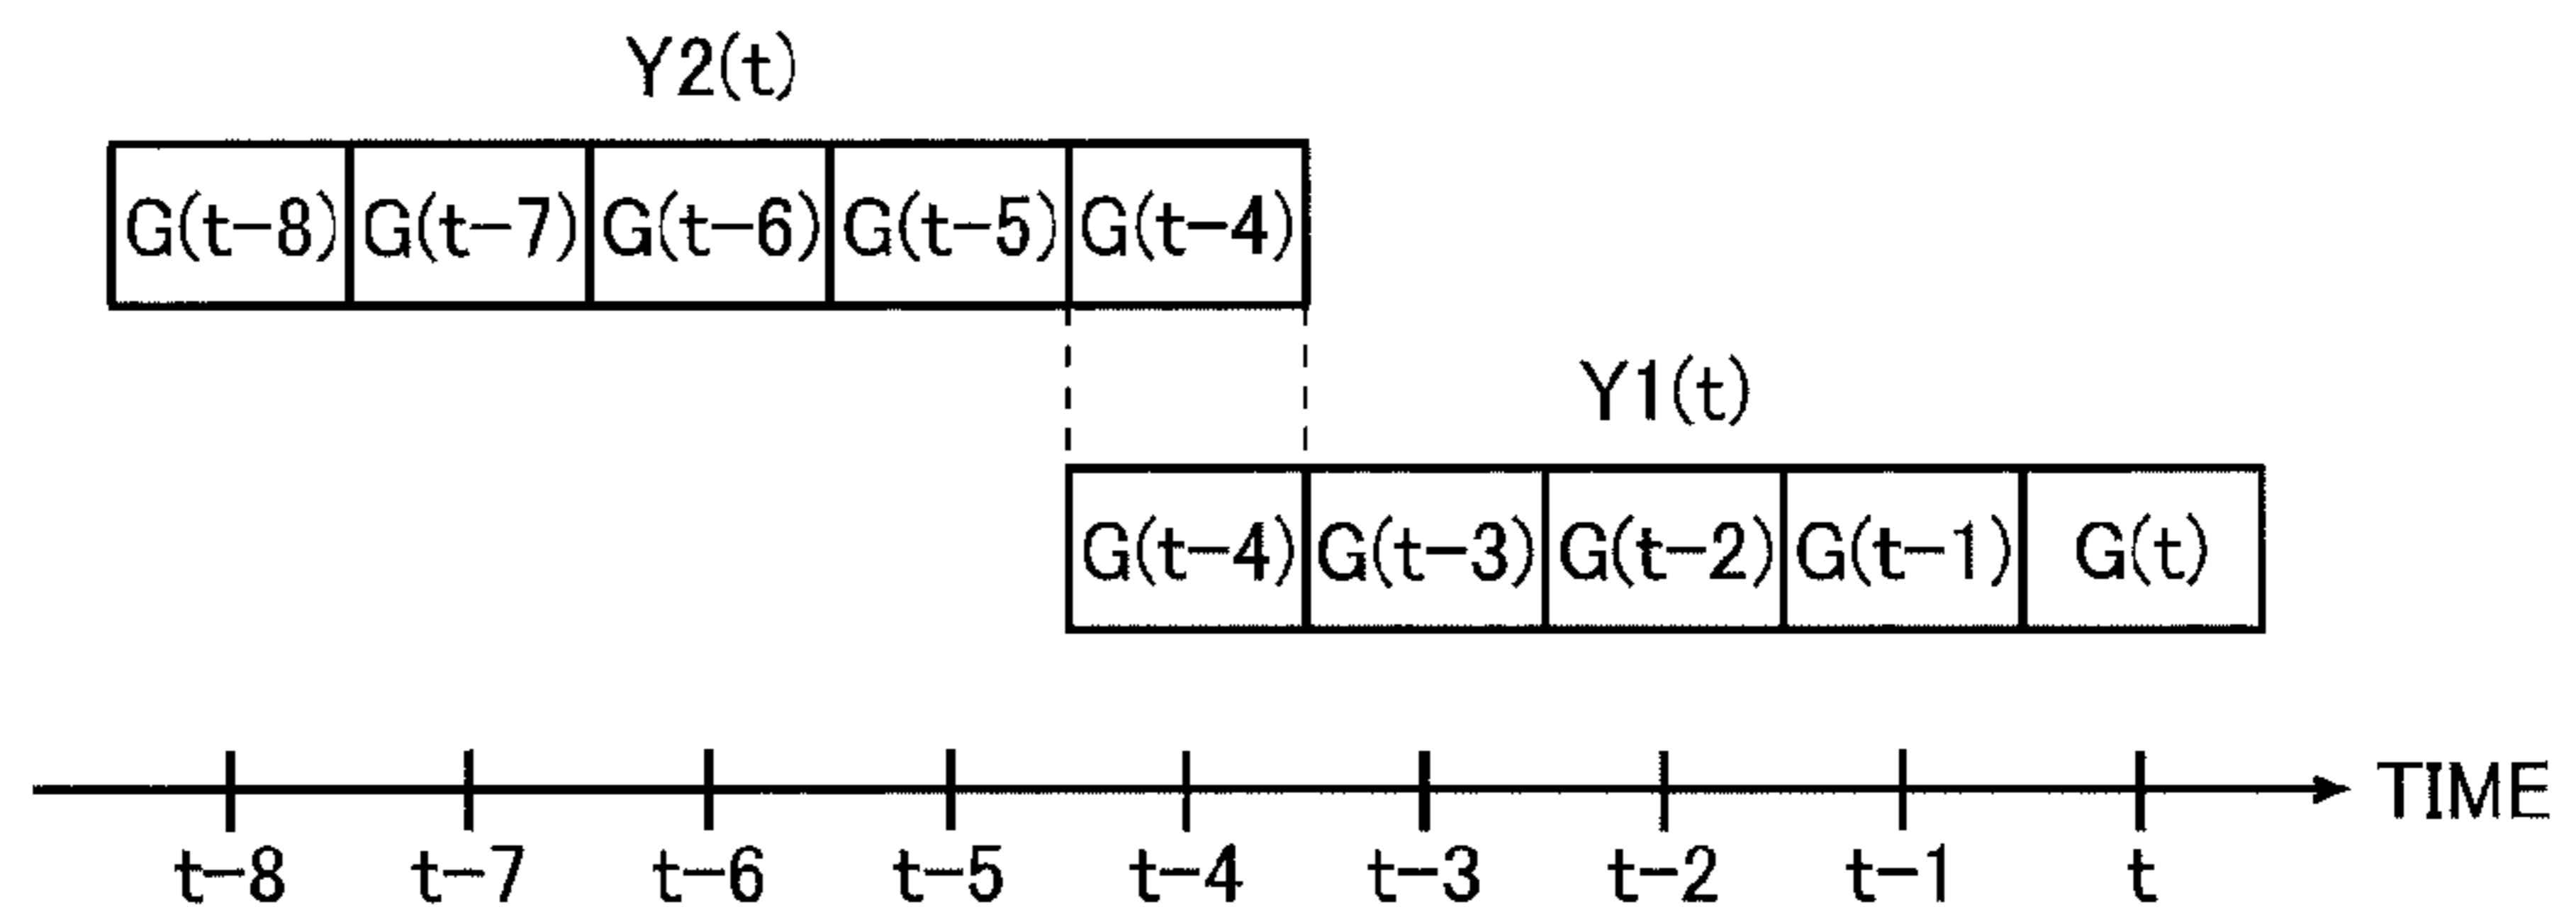 Y2(t)
G(t-8) G(t-7) G(t-6) G(t-5) G(t-4)
Y1(t)
G(t-4) G(t-3) G(t-2) G(t-1) G(t)
TIME
t-8 t-7 t-6 t-5 t-4 t-3 t-2 t-1 t